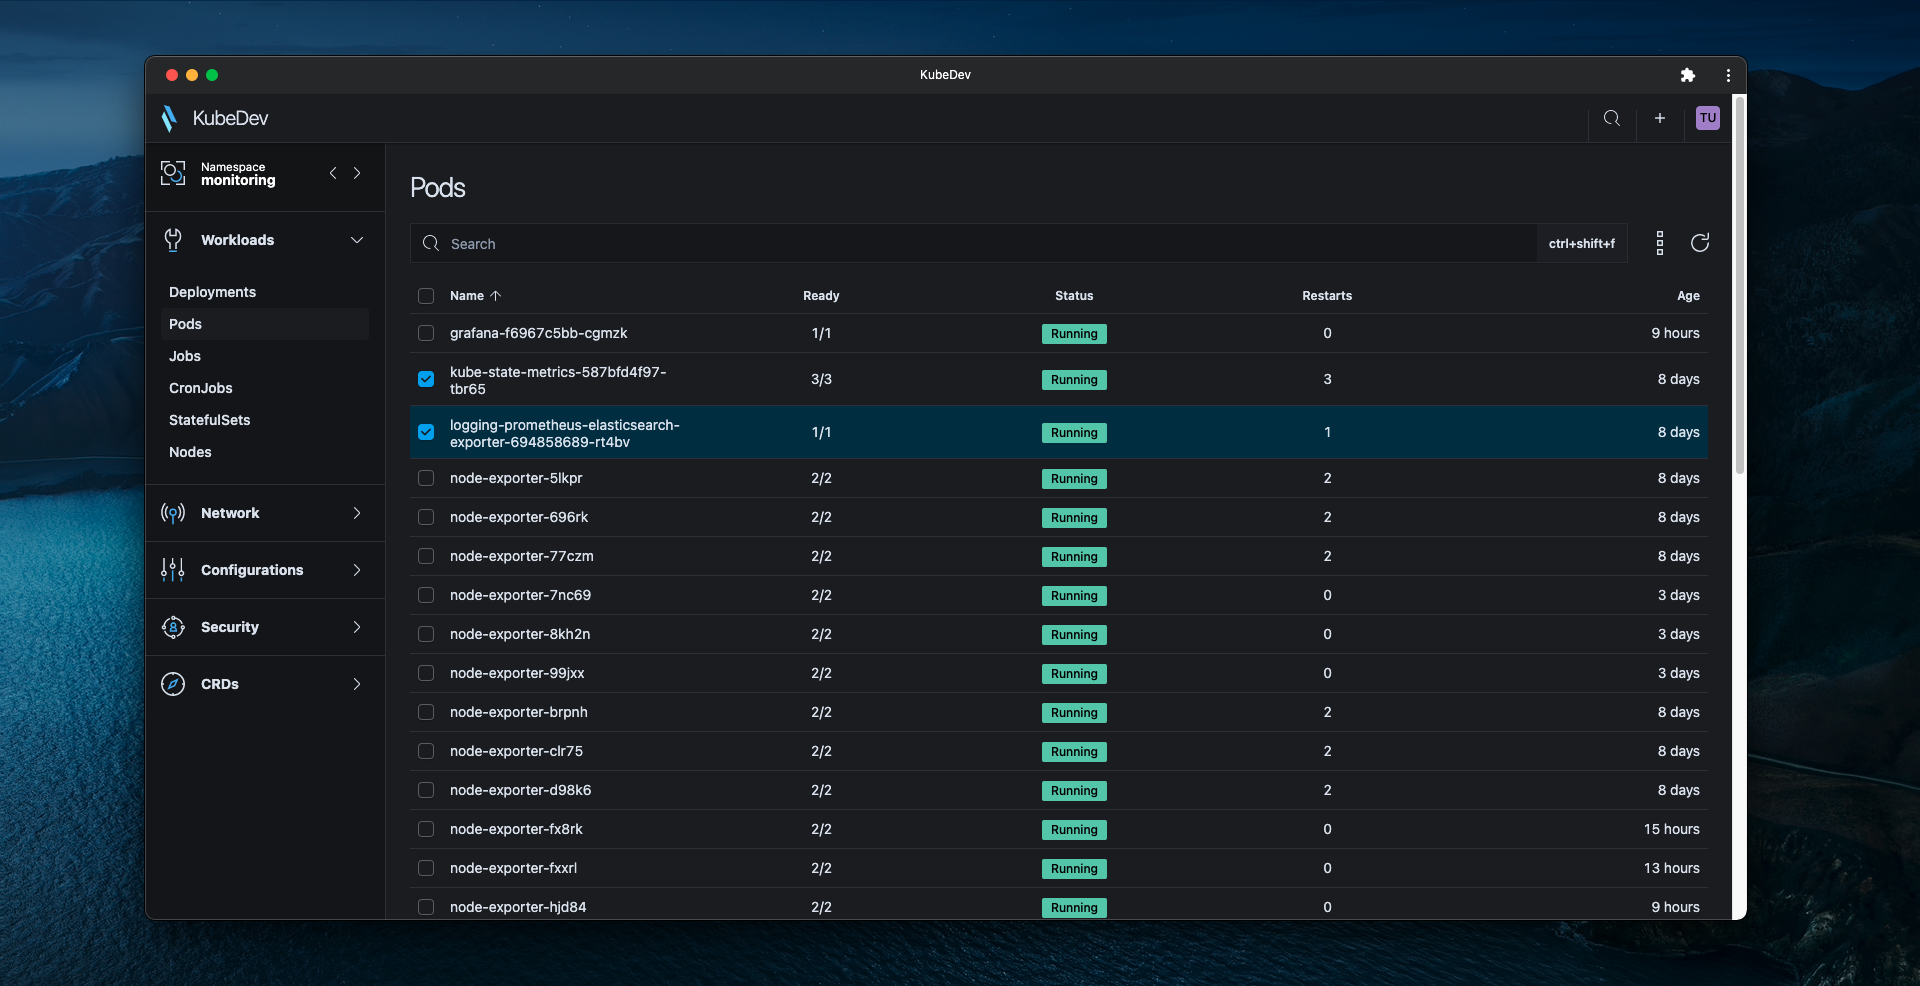 KubeDev
KubeDev
TU
Namespace
monitoring
Workloads
Deployments
Pods
Jobs
CronJobs
StatefulSets
Nodes
Network
Configurations
Security
CRDs
Pods
Search ctrl+shift+f
Name Ready Status Restarts Age
grafana-f6967c5bb-cgmzk 1/1 Running 0 9 hours
kube-state-metrics-587bfd4f97-
tbr65 3/3 Running 3 8 days
logging-prometheus-elasticsearch-
exporter-694858689-rt4bv 1/1 Running 1 8 days
node-exporter-5lkpr 2/2 Running 2 8 days
node-exporter-696rk 2/2 Running 2 8 days
node-exporter-77czm 2/2 Running 2 8 days
node-exporter-7nc69 2/2 Running 0 3 days
node-exporter-8kh2n 2/2 Running 0 3 days
node-exporter-99jxx 2/2 Running 0 3 days
node-exporter-brpnh 2/2 Running 2 8 days
node-exporter-clr75 2/2 Running 2 8 days
node-exporter-d98k6 2/2 Running 2 8 days
node-exporter-fx8rk 2/2 Running 0 15 hours
node-exporter-fxxrl 2/2 Running 0 13 hours
node-exporter-hjd84 2/2 Running 0 9 hours